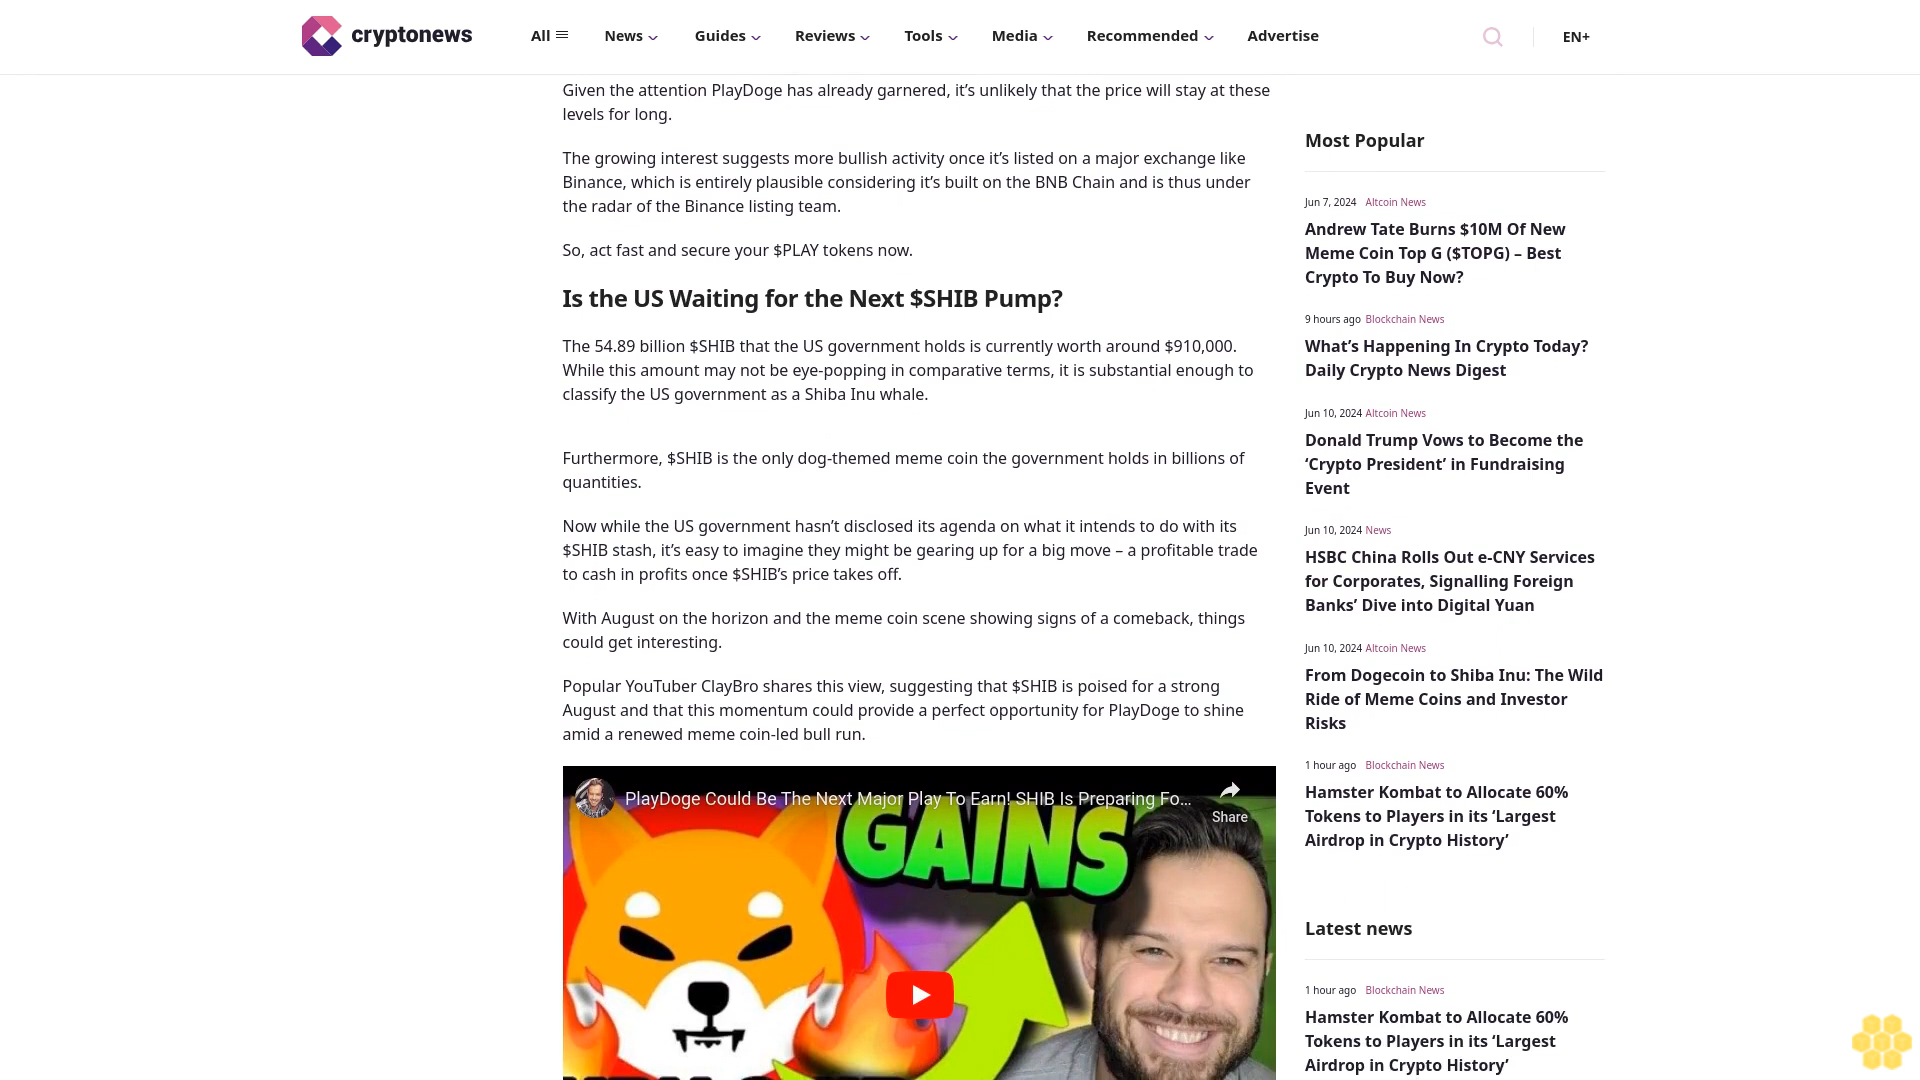 cryptonews
All
News
Guides
Reviews
Tools
Media
Recommended
Advertise
EN+
Given the attention PlayDoge has already garnered, it’s unlikely that the price will stay at these
levels for long.
The growing interest suggests more bullish activity once it’s listed on a major exchange like
Binance, which is entirely plausible considering it’s built on the BNB Chain and is thus under
the radar of the Binance listing team.
So, act fast and secure your $PLAY tokens now.
Is the US Waiting for the Next $SHIB Pump?
The 54.89 billion $SHIB that the US government holds is currently worth around $910,000.
While this amount may not be eye-popping in comparative terms, it is substantial enough to
classify the US government as a Shiba Inu whale.
Furthermore, $SHIB is the only dog-themed meme coin the government holds in billions of
quantities.
Now while the US government hasn’t disclosed its agenda on what it intends to do with its
$SHIB stash, it’s easy to imagine they might be gearing up for a big move – a profitable trade
to cash in profits once $SHIB’s price takes off.
With August on the horizon and the meme coin scene showing signs of a comeback, things
could get interesting.
Popular YouTuber ClayBro shares this view, suggesting that $SHIB is poised for a strong
August and that this momentum could provide a perfect opportunity for PlayDoge to shine
amid a renewed meme coin-led bull run.
PlayDoge Could Be The Next Major Play To Earn! SHIB Is Preparing Fo...
Share
GAINS
Most Popular
Jun 7, 2024 Altcoin News
Andrew Tate Burns $10M Of New
Meme Coin Top G ($TOPG) – Best
Crypto To Buy Now?
9 hours ago Blockchain News
What’s Happening In Crypto Today?
Daily Crypto News Digest
Jun 10, 2024 Altcoin News
Donald Trump Vows to Become the
‘Crypto President’ in Fundraising
Event
Jun 10, 2024 News
HSBC China Rolls Out e-CNY Services
for Corporates, Signalling Foreign
Banks’ Dive into Digital Yuan
Jun 10, 2024 Altcoin News
From Dogecoin to Shiba Inu: The Wild
Ride of Meme Coins and Investor
Risks
1 hour ago Blockchain News
Hamster Kombat to Allocate 60%
Tokens to Players in its ‘Largest
Airdrop in Crypto History’
Latest news
1 hour ago Blockchain News
Hamster Kombat to Allocate 60%
Tokens to Players in its ‘Largest
Airdrop in Crypto History’